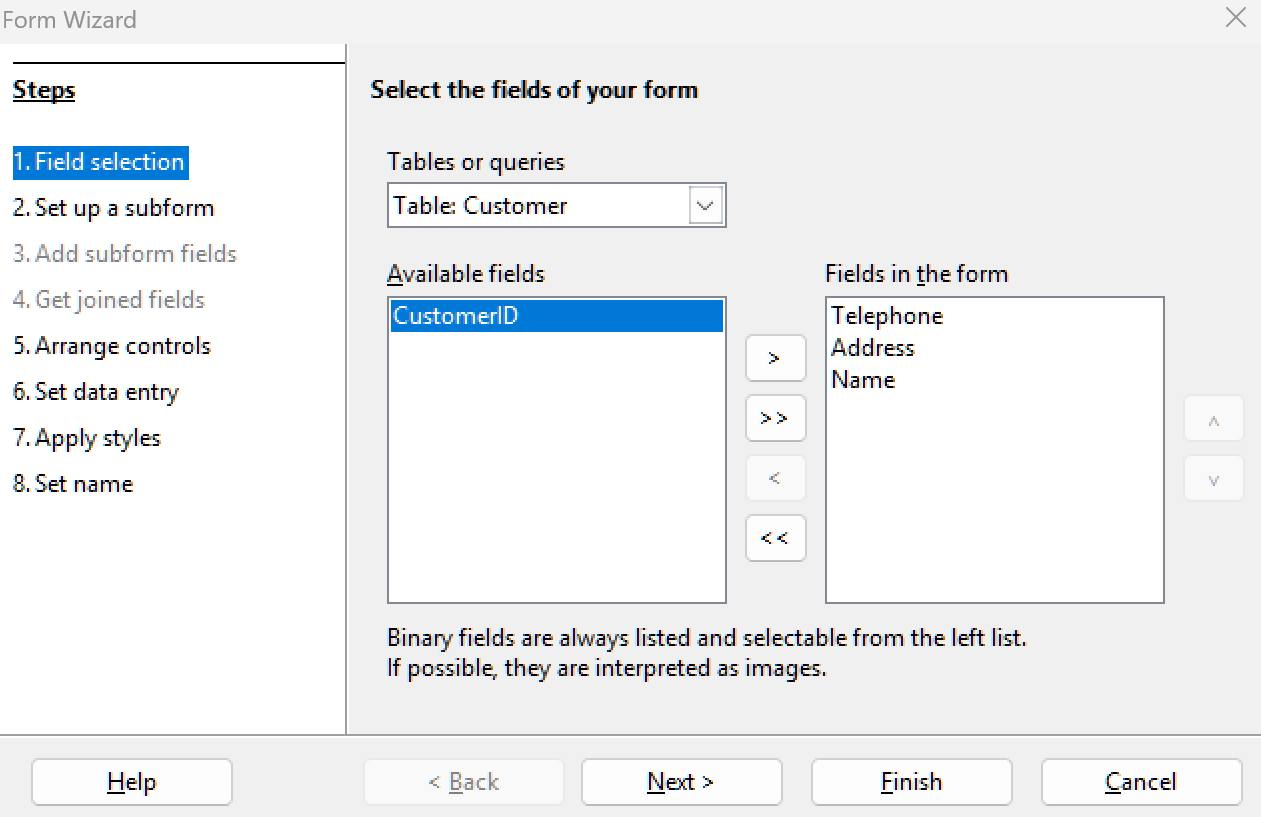 Form Wizard
Steps
1. Field selection
2. Set up a subform
3. Add subform fields
4. Get joined fields
5. Arrange controls
6. Set data entry
7. Apply styles
8. Set name
Select the fields of your form
Tables or queries
Table: Customer
Available fields
CustomerID
>
>>
<
<<
Fields in the form
Telephone
Address
Name
^
v
Binary fields are always listed and selectable from the left list.
If possible, they are interpreted as images.
Help
< Back
Next >
Finish
Cancel